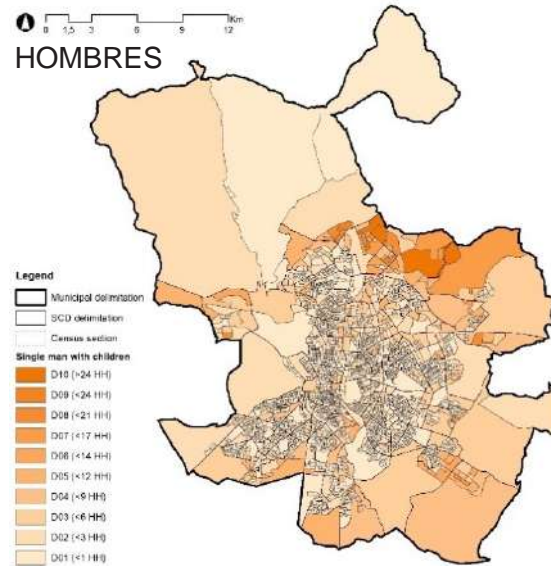 0 1,5 3 6 9 12 Km
HOMBRES
Legend
Municipal delimitation
SCD delimitation
Census section
Single man with children
D10 (>24 HH)
D09 (<24 HH)
D08 (<21 HH)
D07 (<17 HH)
D06 (<14 HH)
D05 (<12 HH)
D04 (<9 HH)
D03 (<6 HH)
D02 (<3 HH)
D01 (<1 HH)